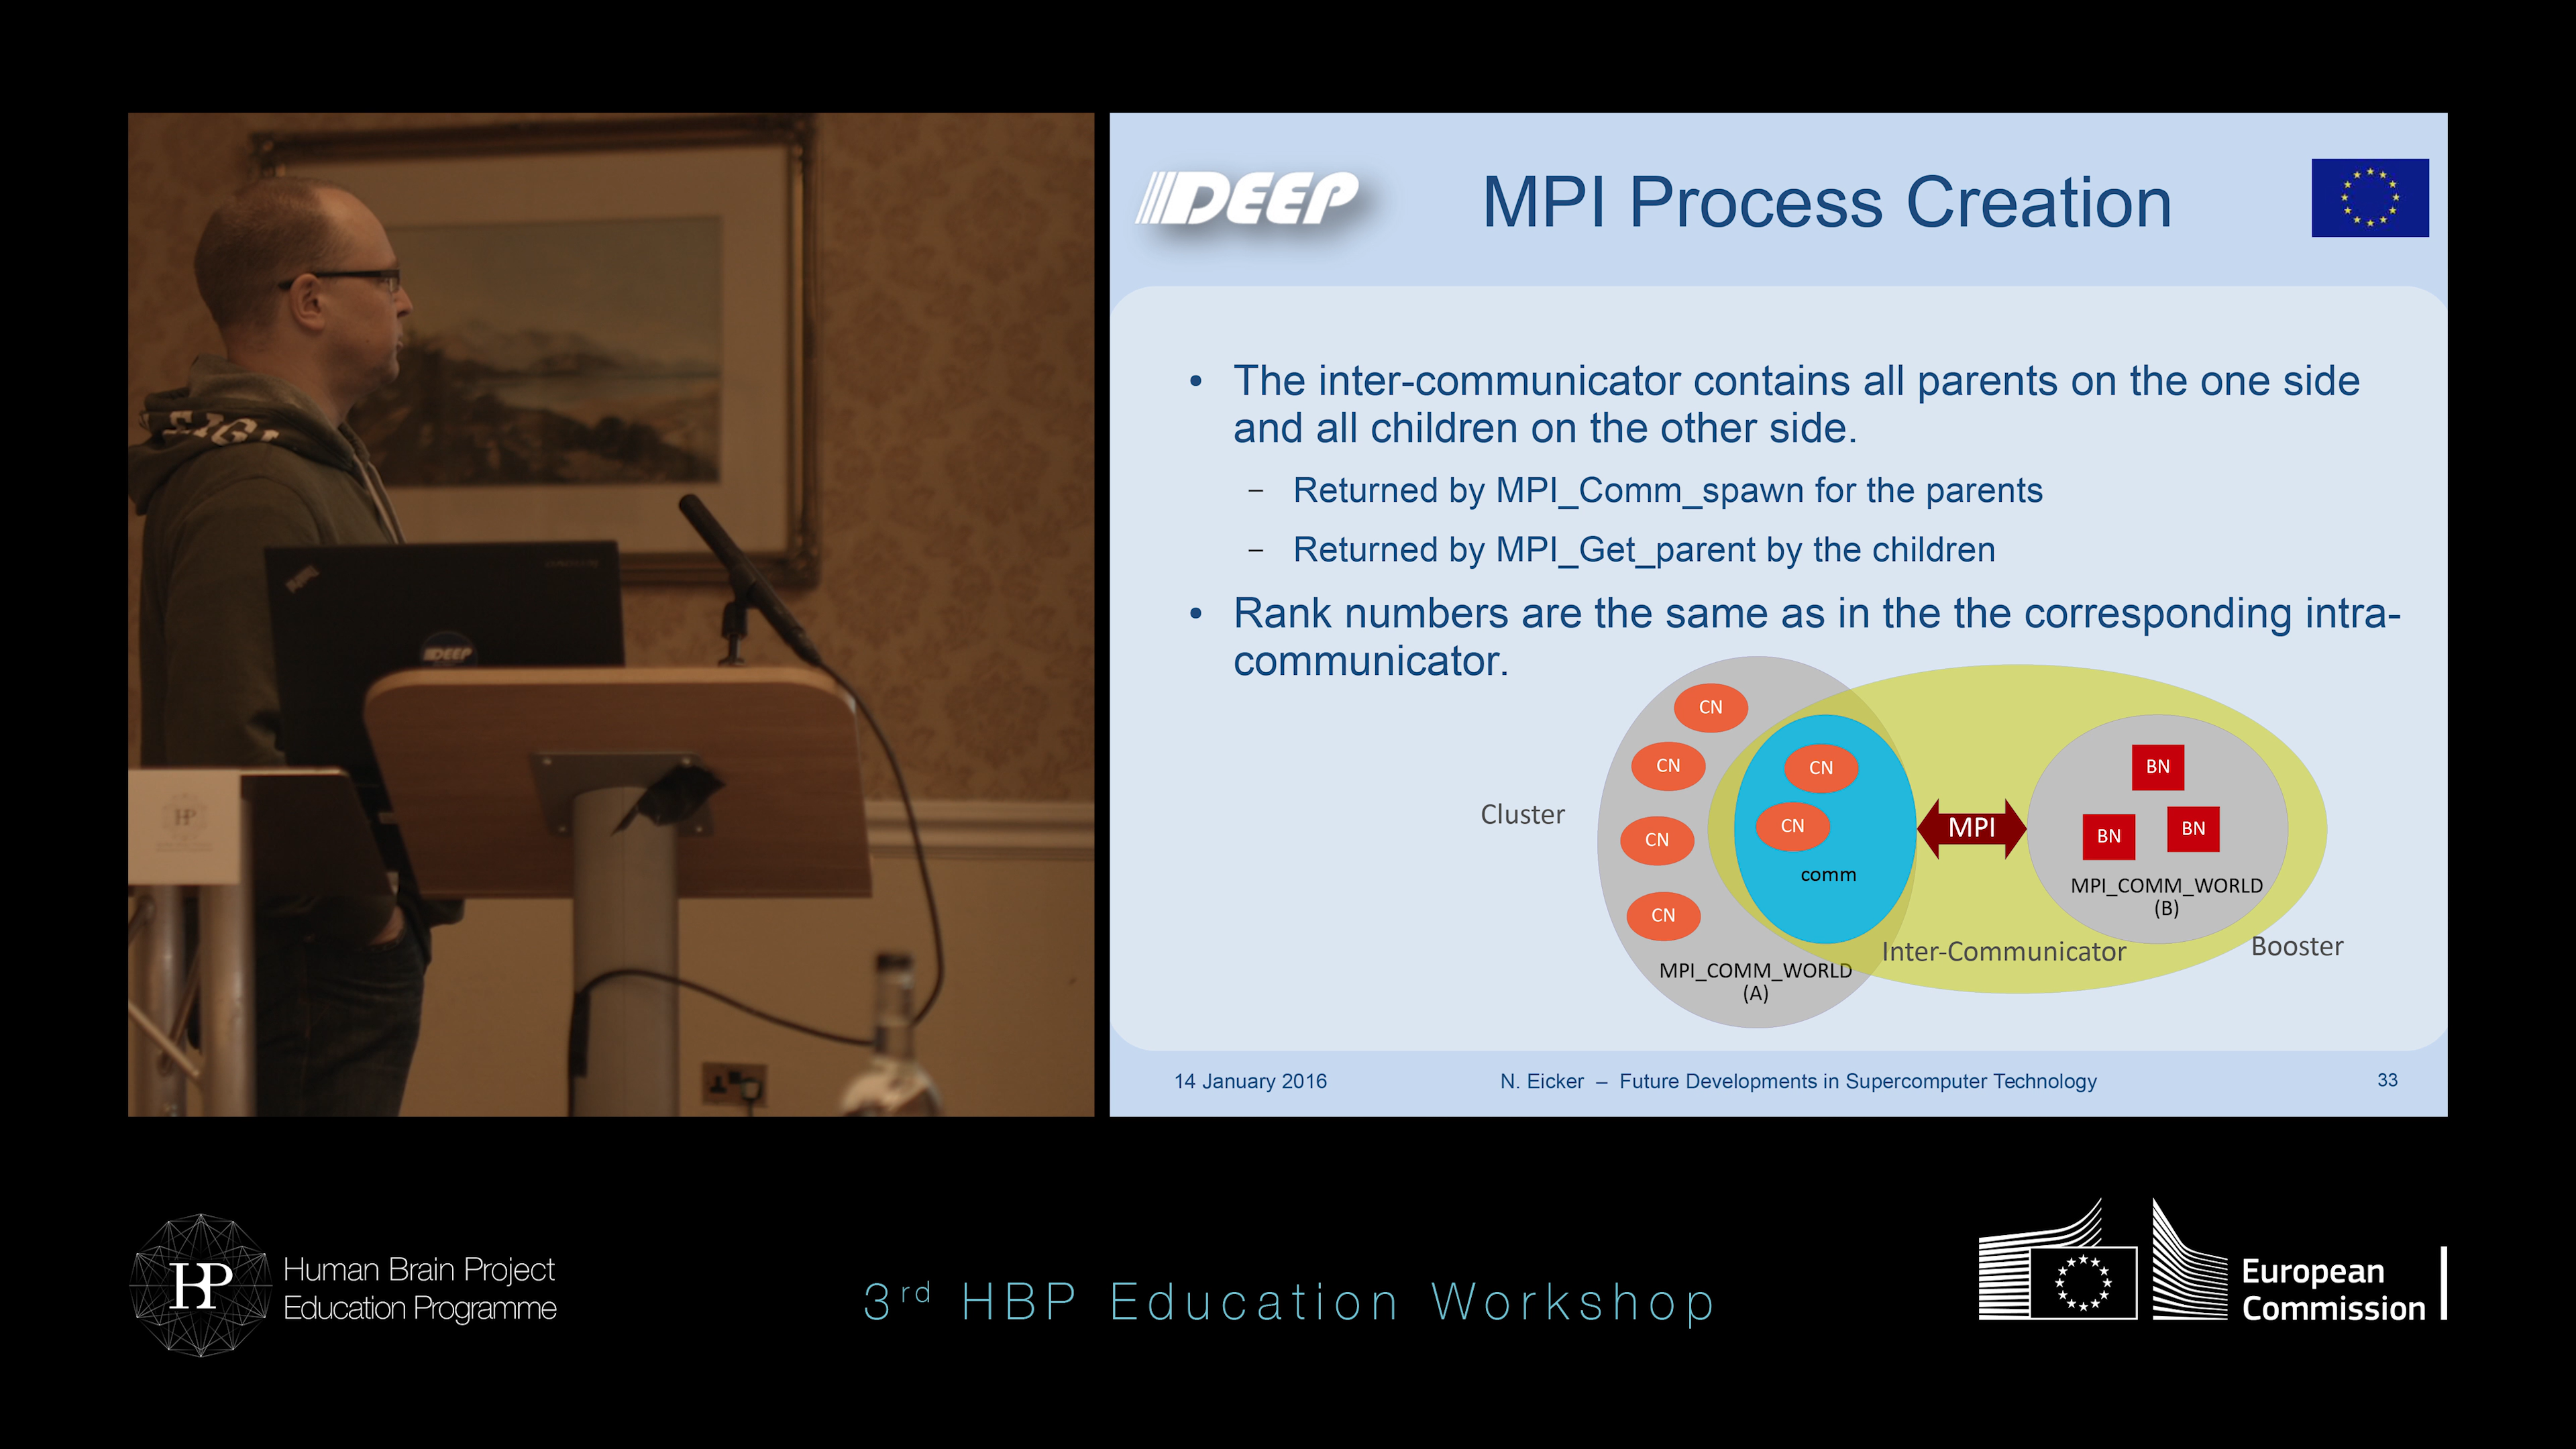 DEEP
MPI Process Creation
• The inter-communicator contains all parents on the one side
and all children on the other side.
– Returned by MPI_Comm_spawn for the parents
– Returned by MPI_Get_parent by the children
• Rank numbers are the same as in the the corresponding intra-
communicator.
CN
CN
CN
CN
CN
CN
comm
MPI
BN
BN
BN
Cluster
MPI_COMM_WORLD
(A)
MPI_COMM_WORLD
(B)
Inter-Communicator
Booster
14 January 2016
N. Eicker – Future Developments in Supercomputer Technology
33
DEEP
HP
HP
Human Brain Project
Education Programme
3rd HBP Education Workshop
European
Commission